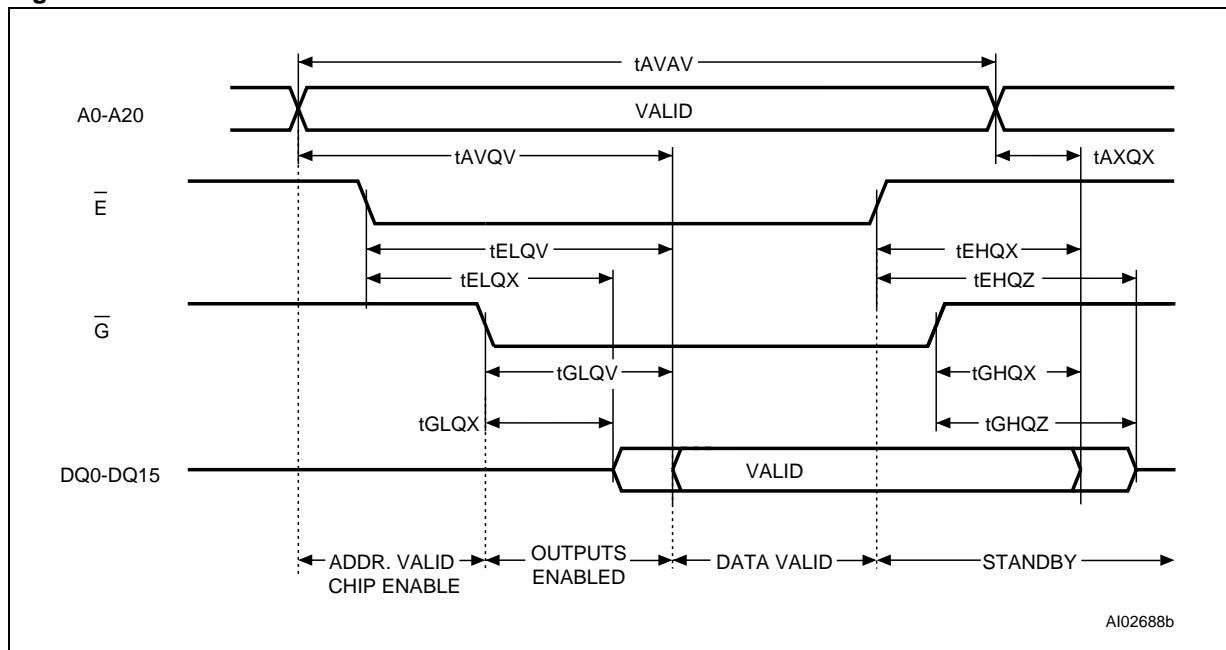 tAVAV
A0-A20
VALID
tAVQV
tAXQX
E
tELQV
tEHQX
tELQX
tEHQZ
G
tGLQV
tGHQX
tGLQX
tGHQZ
DQ0-DQ15
VALID
ADDR. VALID
CHIP ENABLE
OUTPUTS
ENABLED
DATA VALID
STANDBY
AI02688b